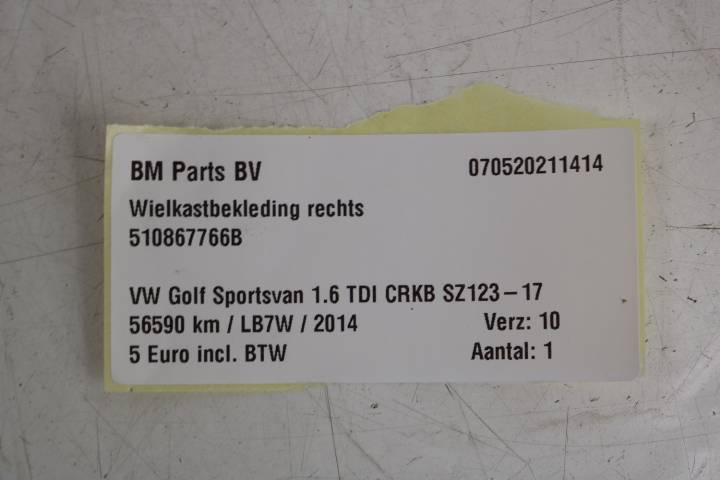 BM Parts BV 070520211414
Wielkastbekleding rechts
510867766B
VW Golf Sportsvan 1.6 TDI CRKB SZ123-17
56590 km / LB7W / 2014 Verz: 10
5 Euro incl. BTW Aantal: 1